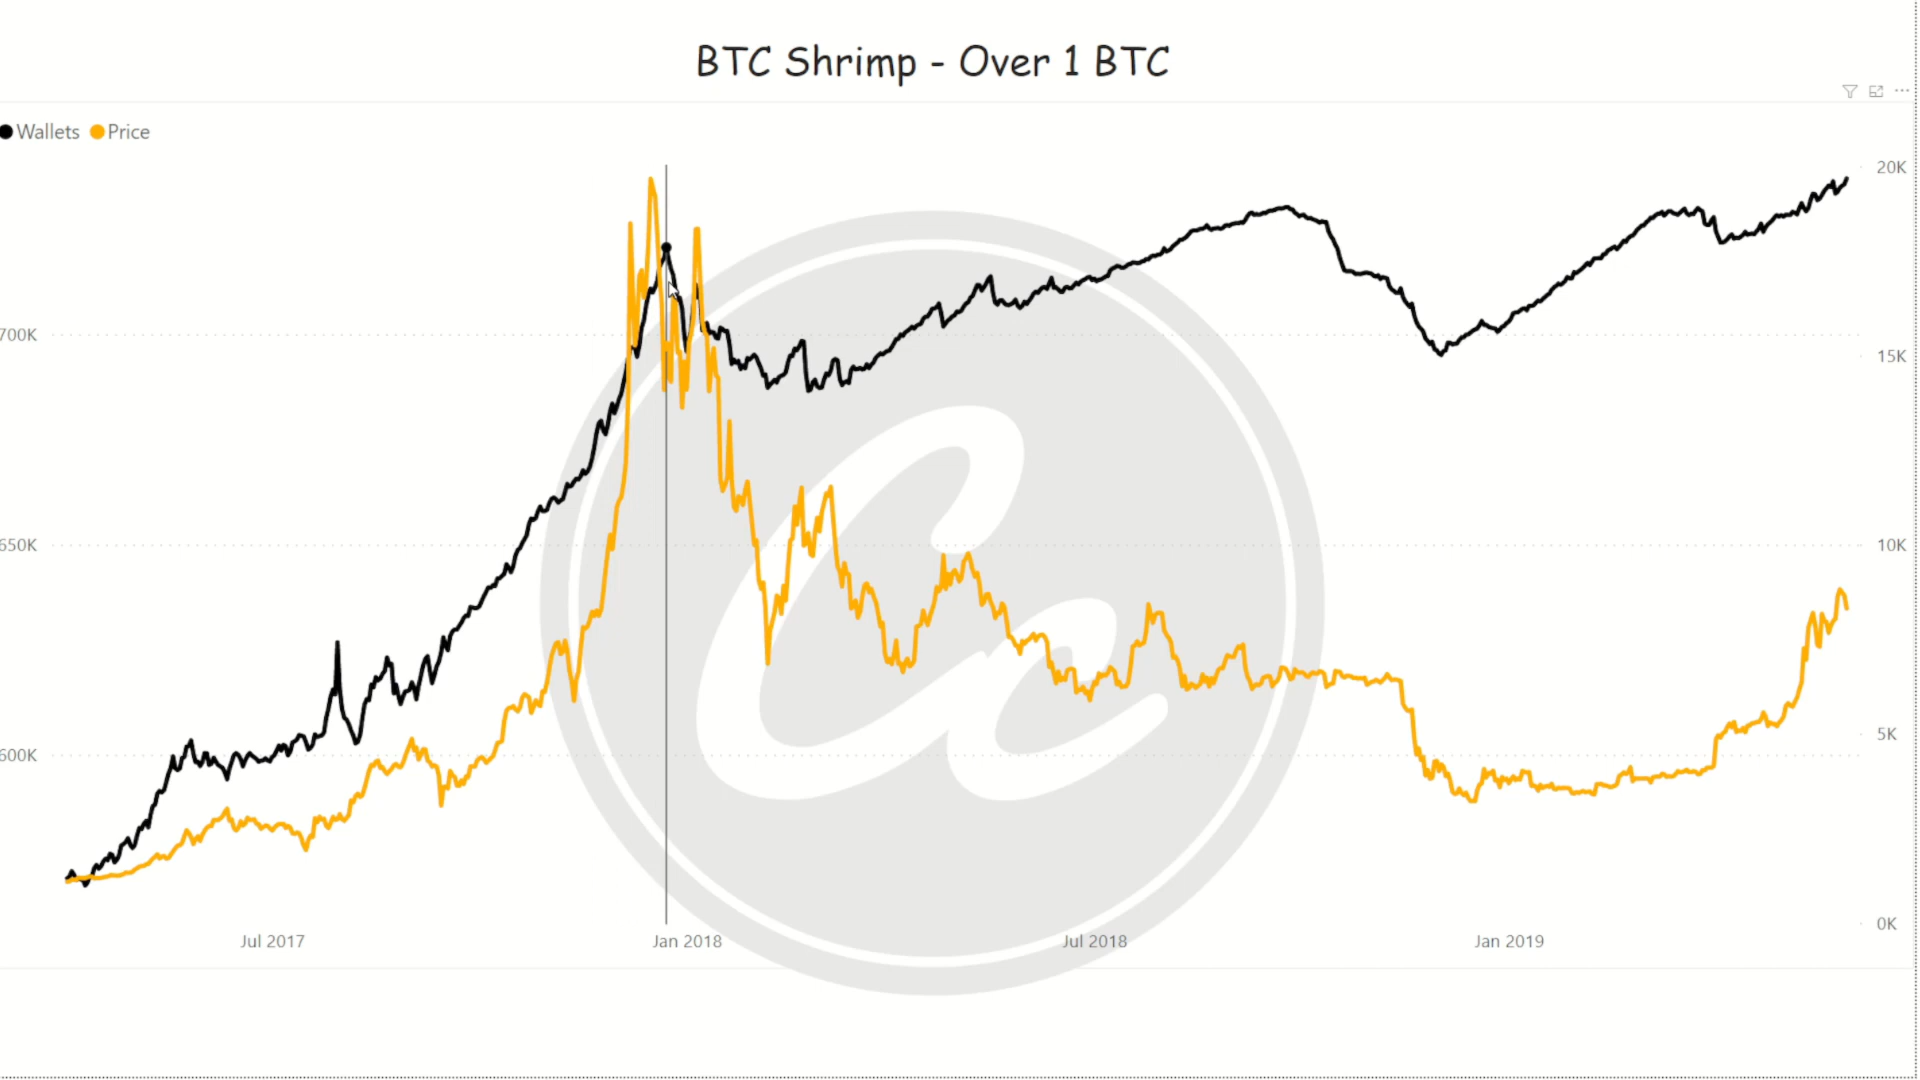 BTC Shrimp - Over 1 BTC
Wallets Price
20K
700K
15K
650K
10K
600K
5K
0K
Jul 2017 Jan 2018 Jul 2018 Jan 2019
Cc